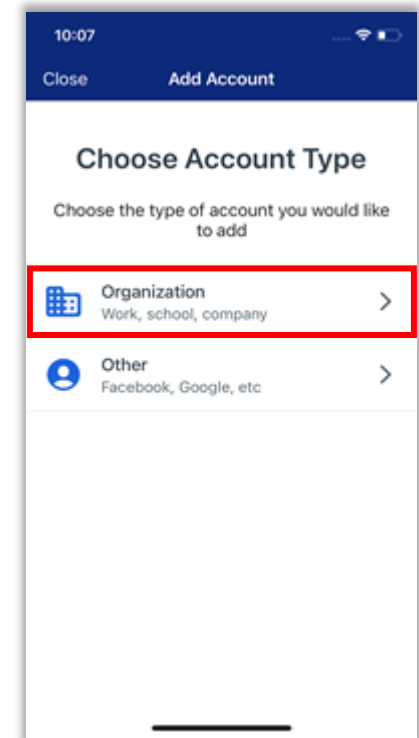 10:07
Close Add Account
Choose Account Type
Choose the type of account you would like
to add
Organization
Work, school, company
Other
Facebook, Google, etc